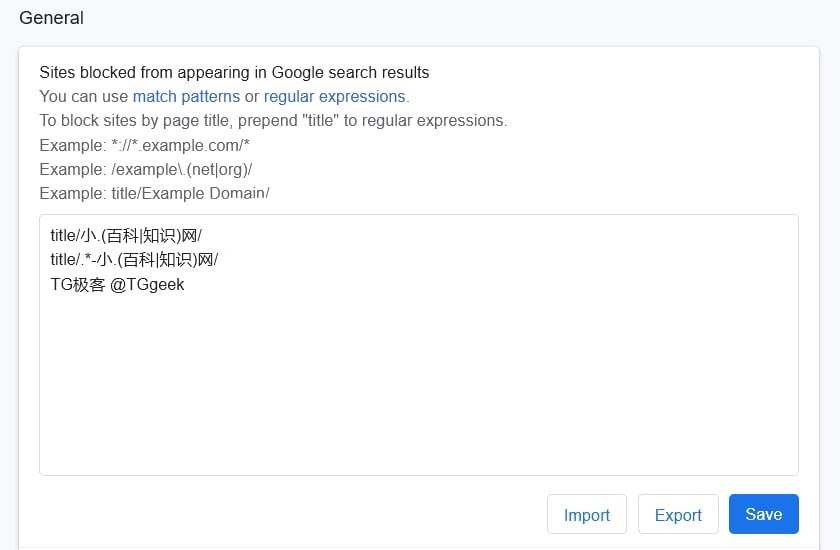 General
Sites blocked from appearing in Google search results
You can use match patterns or regular expressions.
To block sites by page title, prepend "title" to regular expressions.
Example: *://*.example.com/*
Example: /example\.(net|org)/
Example: title/Example Domain/
title/小.(百科|知识)网/
title/.*-小.(百科|知识)网/
TG极客 @TGgeek
Import Export Save